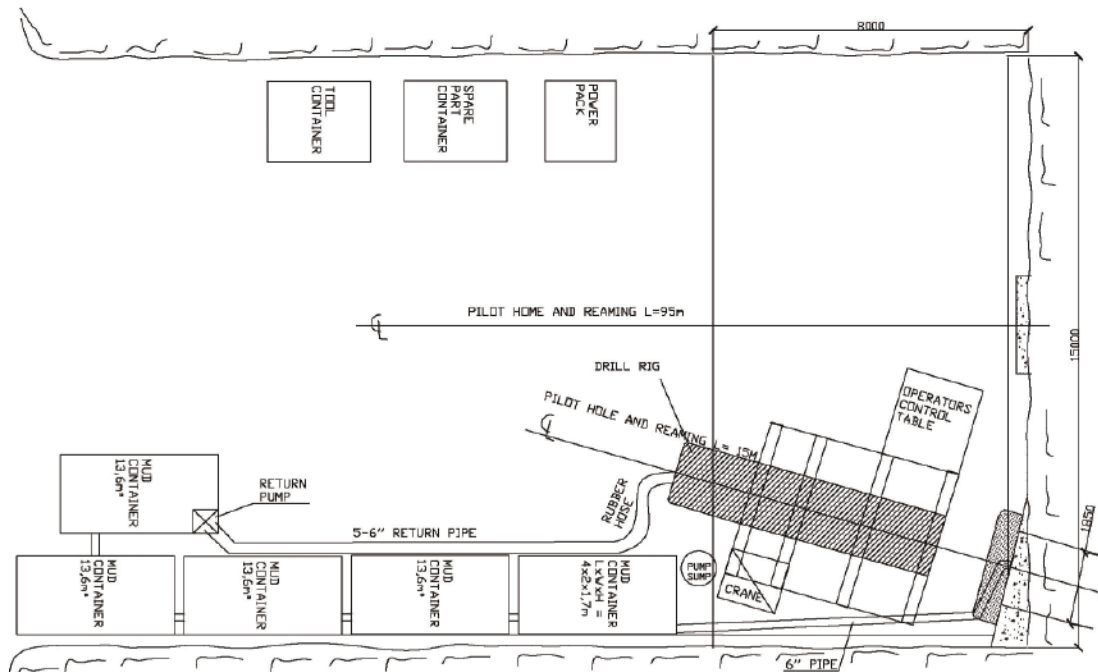 8000
TOOL
CONTAINER
SPARE
PART
CONTAINER
POWER
PACK
PILOT HOME AND REAMING L=95m
15000
DRILL RIG
OPERATORS
CONTROL
TABLE
PILOT HOLE AND REAMING L= 15M
MUD
CONTAINER
13,6m³
RETURN
PUMP
RUBBER
HOSE
5-6" RETURN PIPE
1850
MUD
CONTAINER
13,6m³
MUD
CONTAINER
13,6m³
MUD
CONTAINER
13,6m³
MUD
CONTAINER
LxWxH =
4x2x1,7m
PUMP
SUMP
CRANE
6" PIPE